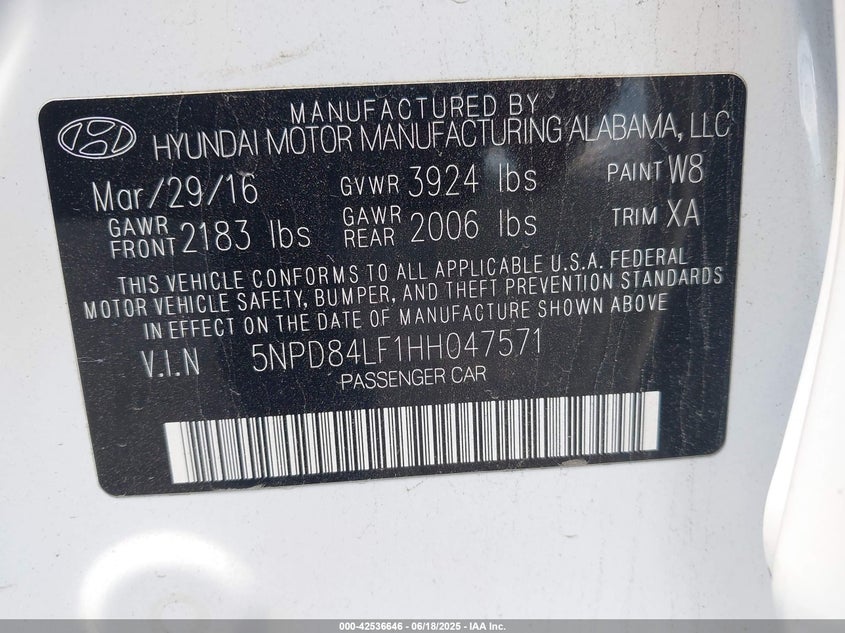 MANUFACTURED BY
HYUNDAI MOTOR MANUFACTURING ALABAMA, LLC
Mar/29/16 GVWR 3924 lbs PAINT W8
GAWR FRONT 2183 lbs GAWR REAR 2006 lbs TRIM XA
THIS VEHICLE CONFORMS TO ALL APPLICABLE U.S.A. FEDERAL
MOTOR VEHICLE SAFETY, BUMPER, AND THEFT PREVENTION STANDARDS
IN EFFECT ON THE DATE OF MANUFACTURE SHOWN ABOVE
V.I.N 5NPD84LF1HH047571
PASSENGER CAR
000-42536646 - 06/18/2025 - IAA Inc.